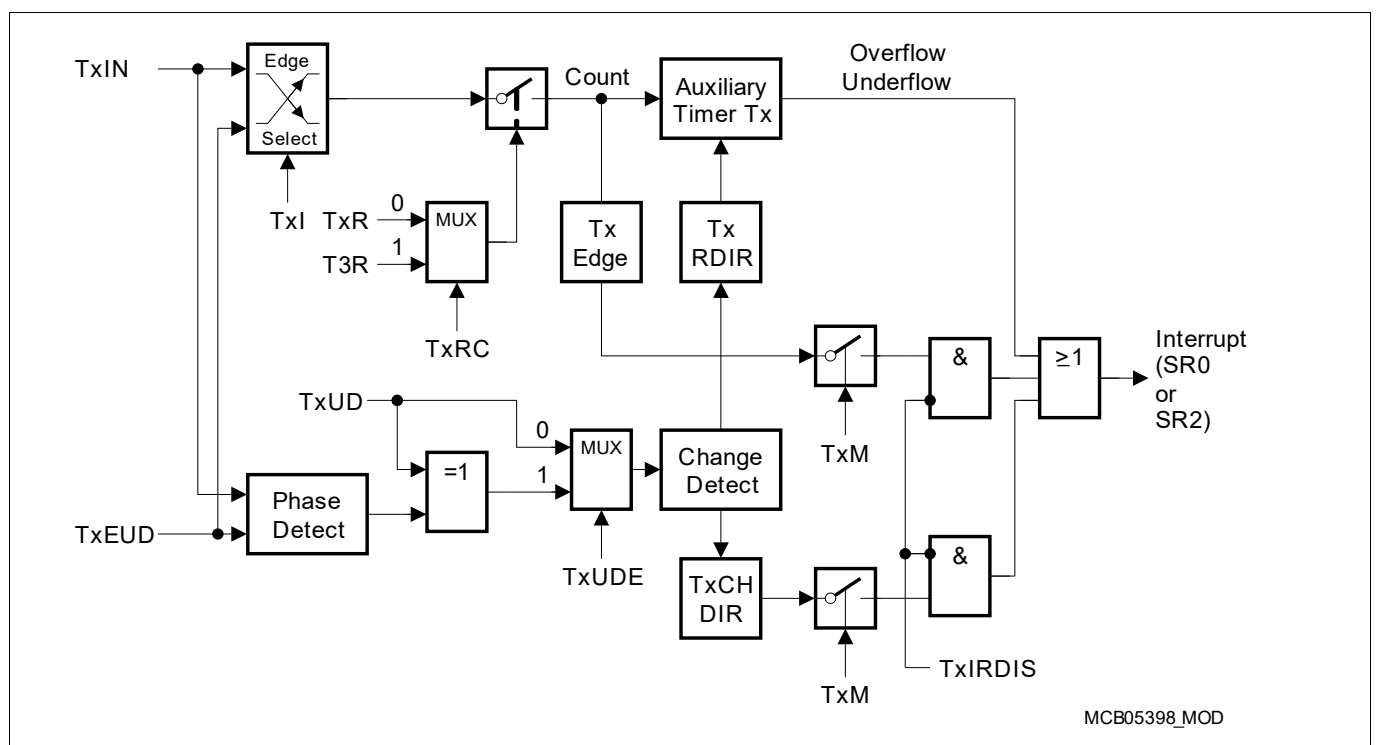 TxIN
Edge
Select
TxI
Count
Auxiliary
Timer Tx
Overflow
Underflow
TxR
0
T3R
1
MUX
TxRC
Tx
Edge
Tx
RDIR
TxM
&
≥1
Interrupt
(SR0
or
SR2)
TxUD
=1
0
1
MUX
TxUDE
Change
Detect
TxEUD
Phase
Detect
TxCH
DIR
TxM
&
TxIRDIS
MCB05398_MOD